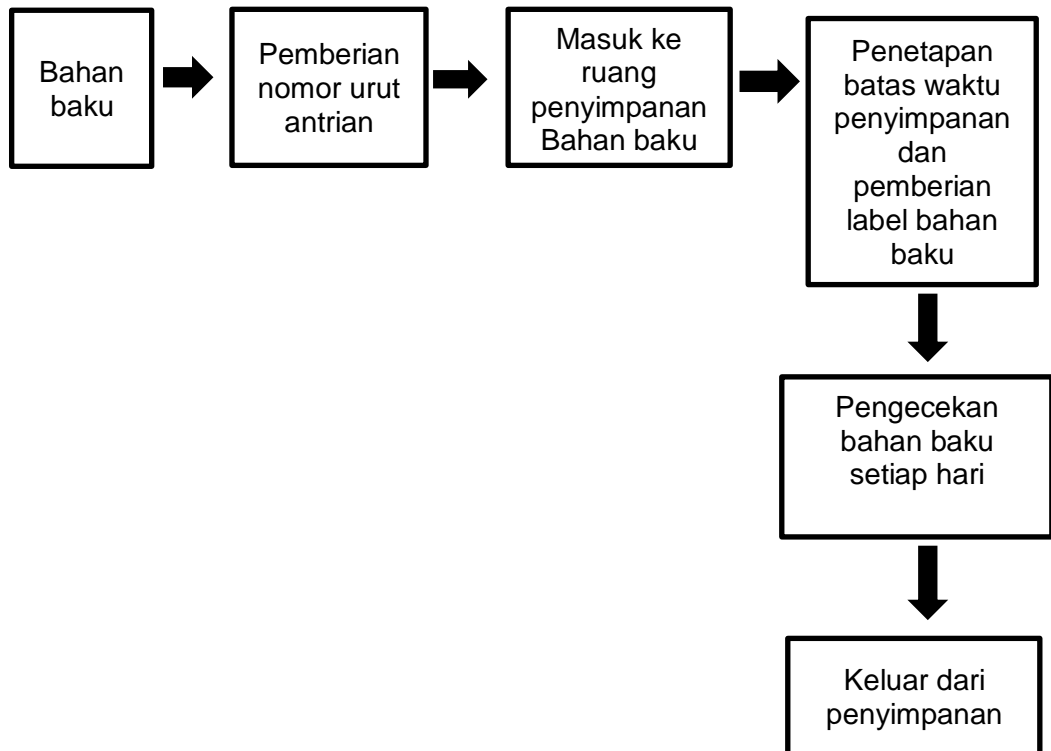 Bahan
baku
Pemberian
nomor urut
antrian
Masuk ke
ruang
penyimpanan
Bahan baku
Penetapan
batas waktu
penyimpanan
dan
pemberian
label bahan
baku
Pengecekan
bahan baku
setiap hari
Keluar dari
penyimpanan